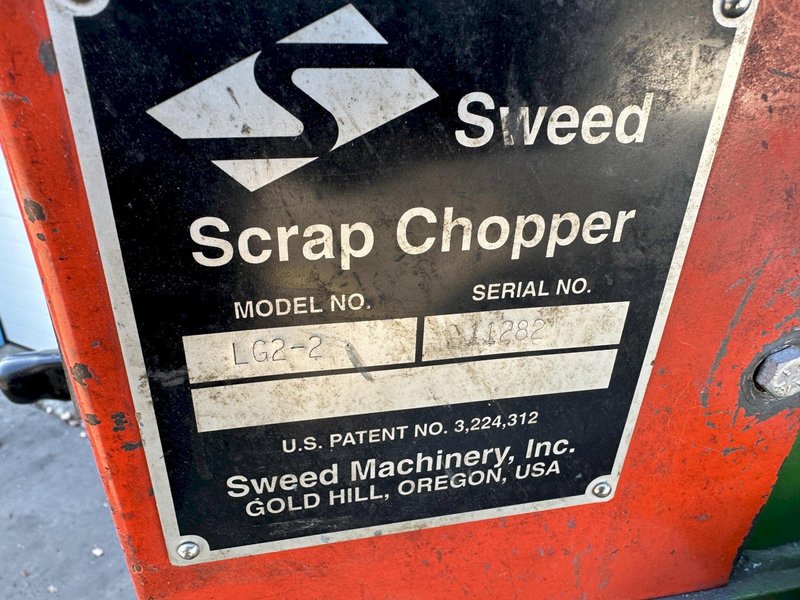 Sweed
Scrap Chopper
MODEL NO.
SERIAL NO.
LG2-2
11282
U.S. PATENT NO. 3,224,312
Sweed Machinery, Inc.
GOLD HILL, OREGON, USA